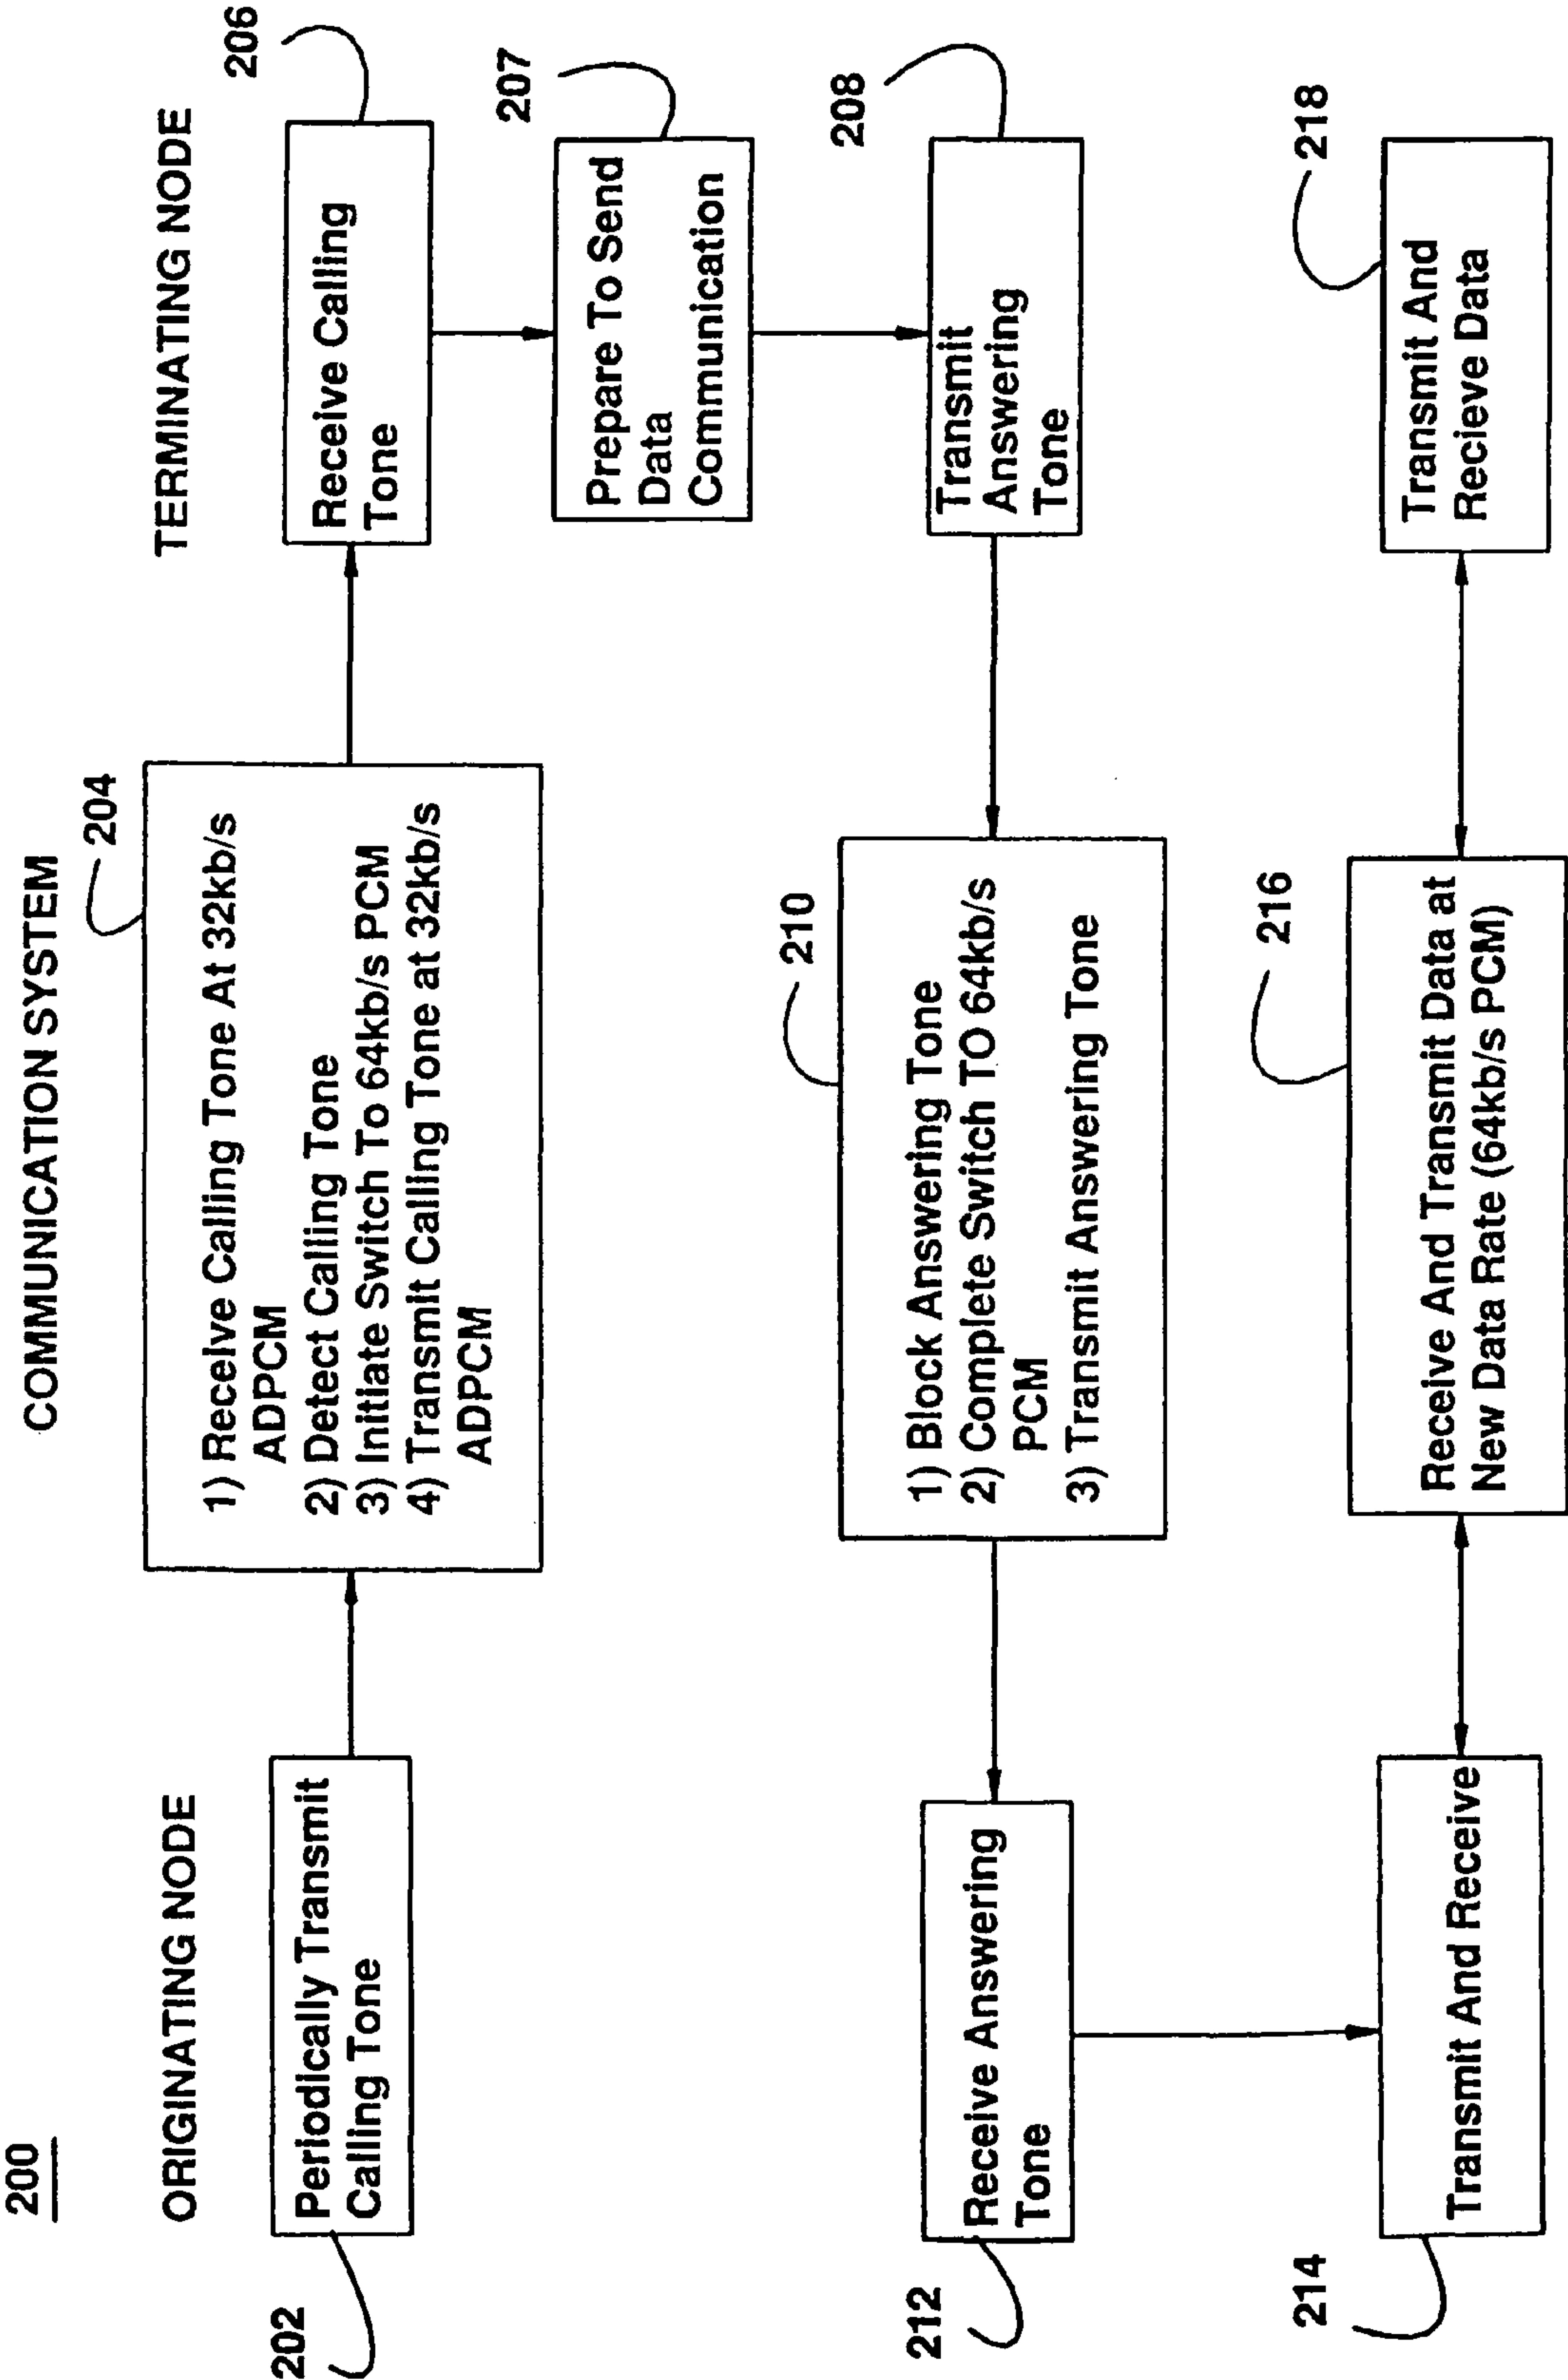 200
ORIGINATING NODE
COMMUNICATION SYSTEM
TERMINATING NODE
202
Periodically Transmit
Calling Tone
204
1) Receive Calling Tone At 32kb/s
ADPCM
2) Detect Calling Tone
3) Initiate Switch To 64kb/s PCM
4) Transmit Calling Tone at 32kb/s
ADPCM
206
Receive Calling
Tone
207
Prepare To Send
Data
Communication
208
Transmit
Answering
Tone
210
1) Block Answering Tone
2) Complete Switch TO 64kb/s
PCM
3) Transmit Answering Tone
212
Receive Answering
Tone
214
Transmit And Receive
216
Receive And Transmit Data at
New Data Rate (64kb/s PCM)
218
Transmit And
Recieve Data